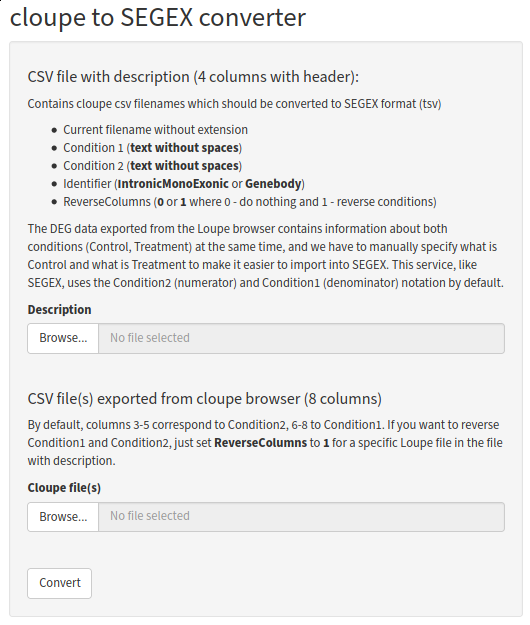 cloupe to SEGEX converter
CSV file with description (4 columns with header):
Contains cloupe csv filenames which should be converted to SEGEX format (tsv)
• Current filename without extension
• Condition 1 (text without spaces)
• Condition 2 (text without spaces)
• Identifier (IntronicMonoExonic or Genebody)
• ReverseColumns (0 or 1 where 0 - do nothing and 1 - reverse conditions)
The DEG data exported from the Loupe browser contains information about both
conditions (Control, Treatment) at the same time, and we have to manually specify what is
Control and what is Treatment to make it easier to import into SEGEX. This service, like
SEGEX, uses the Condition2 (numerator) and Condition1 (denominator) notation by default.
Description
Browse... No file selected
CSV file(s) exported from cloupe browser (8 columns)
By default, columns 3-5 correspond to Condition2, 6-8 to Condition1. If you want to reverse
Condition1 and Condition2, just set ReverseColumns to 1 for a specific Loupe file in the file
with description.
Cloupe file(s)
Browse... No file selected
Convert